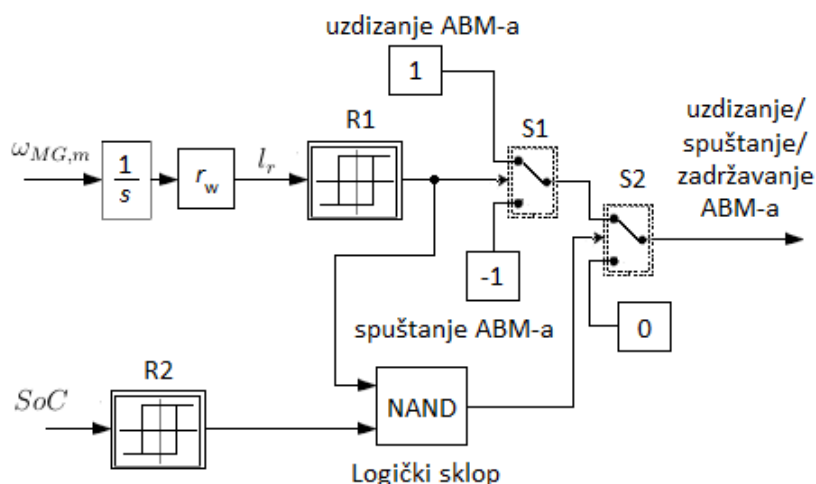 uzdizanje ABM-a
1
R1
S1
uzdizanje/
spuštanje/
zadržavanje
ABM-a
ω_{MG,m}
1
s
r_w
l_r
S2
-1
spuštanje ABM-a
0
R2
SoC
NAND
Logički sklop